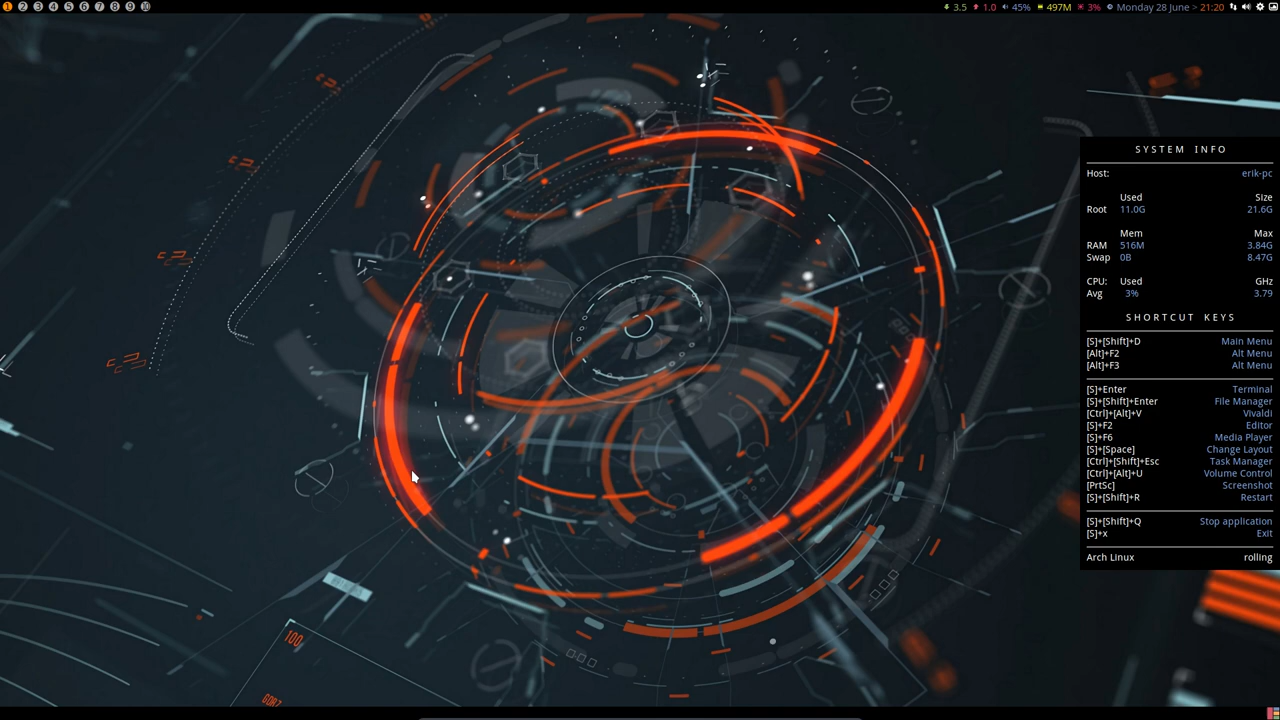 1 2 3 4 5 6 7 8 9 10
3.5 1.0 45% 497M 3% Monday 28 June > 21:20
SYSTEM INFO
Host: erik-pc
Used Size
Root 11.0G 21.6G
Mem Max
RAM 516M 3.84G
Swap 0B 8.47G
CPU: Used GHz
Avg 3% 3.79
SHORTCUT KEYS
[S]+[Shift]+D Main Menu
[Alt]+F2 Alt Menu
[Alt]+F3 Alt Menu
[S]+Enter Terminal
[S]+[Shift]+Enter File Manager
[Ctrl]+[Alt]+V Vivaldi
[S]+F2 Editor
[S]+F6 Media Player
[S]+[Space] Change Layout
[Ctrl]+[Shift]+Esc Task Manager
[Ctrl]+[Alt]+U Volume Control
[PrtSc] Screenshot
[S]+[Shift]+R Restart
[S]+[Shift]+Q Stop application
[S]+x Exit
Arch Linux rolling
100